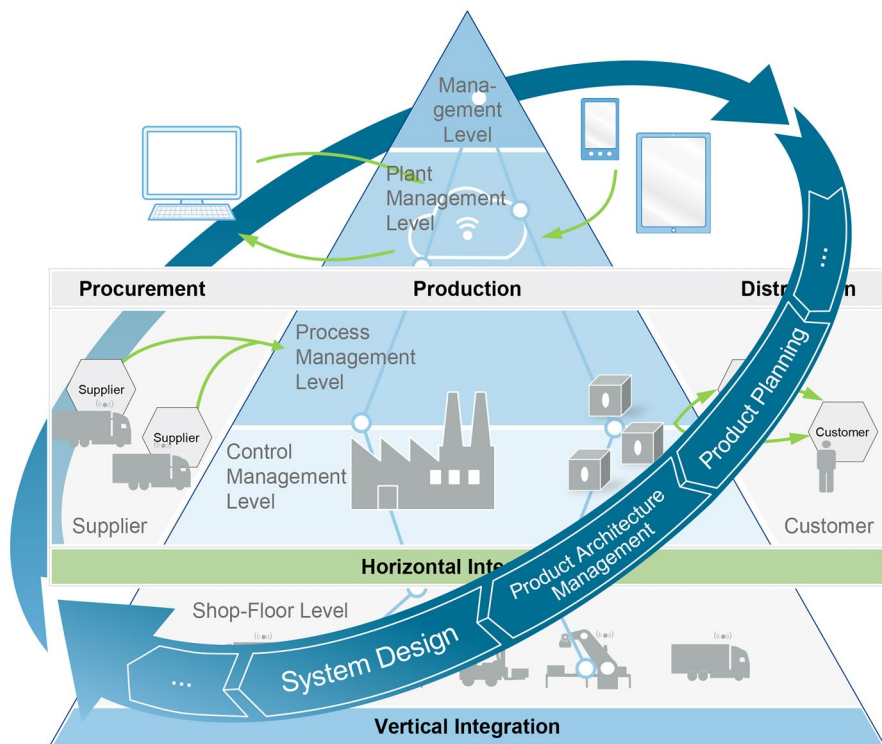 Mana-
gement
Level
Plant
Management
Level
Procurement
Production
Distr
n
Process
Management
Level
Supplier
Supplier
Customer
Control
Management
Level
Supplier
Customer
Horizontal Inte
Shop-Floor Level
...
Product Planning
Product Architecture
Management
System Design
...
Vertical Integration